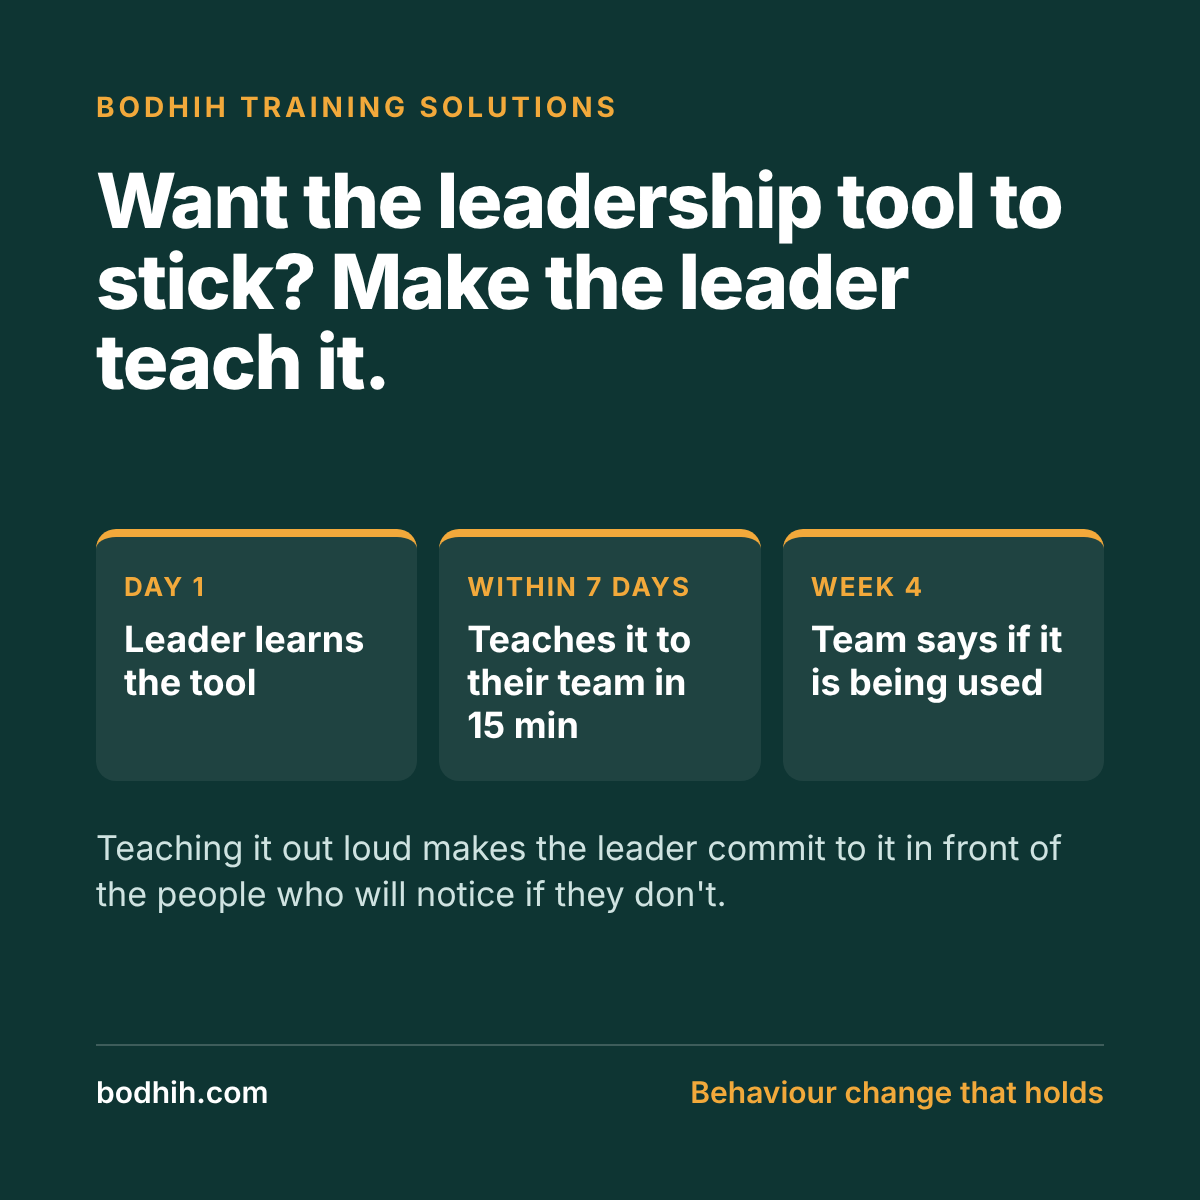 BODHIH TRAINING SOLUTIONS
Want the leadership tool to
stick? Make the leader
teach it.
DAY 1
Leader learns
the tool
WITHIN 7 DAYS
Teaches it to
their team in
15 min
WEEK 4
Team says if it
is being used
Teaching it out loud makes the leader commit to it in front of
the people who will notice if they don't.
bodhih.com
Behaviour change that holds